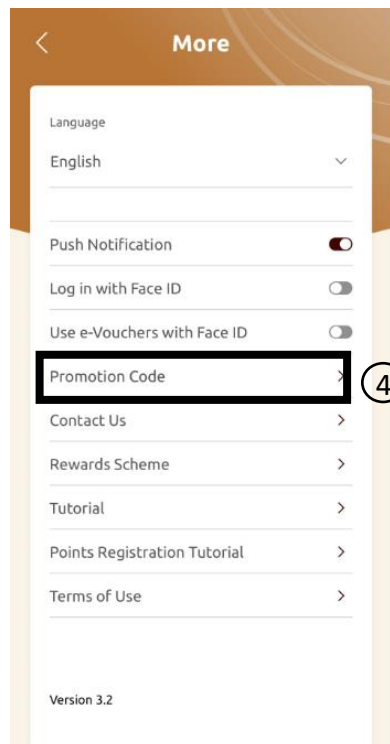 More
Language
English
Push Notification
Log in with Face ID
Use e-Vouchers with Face ID
Promotion Code
4
Contact Us
Rewards Scheme
Tutorial
Points Registration Tutorial
Terms of Use
Version 3.2